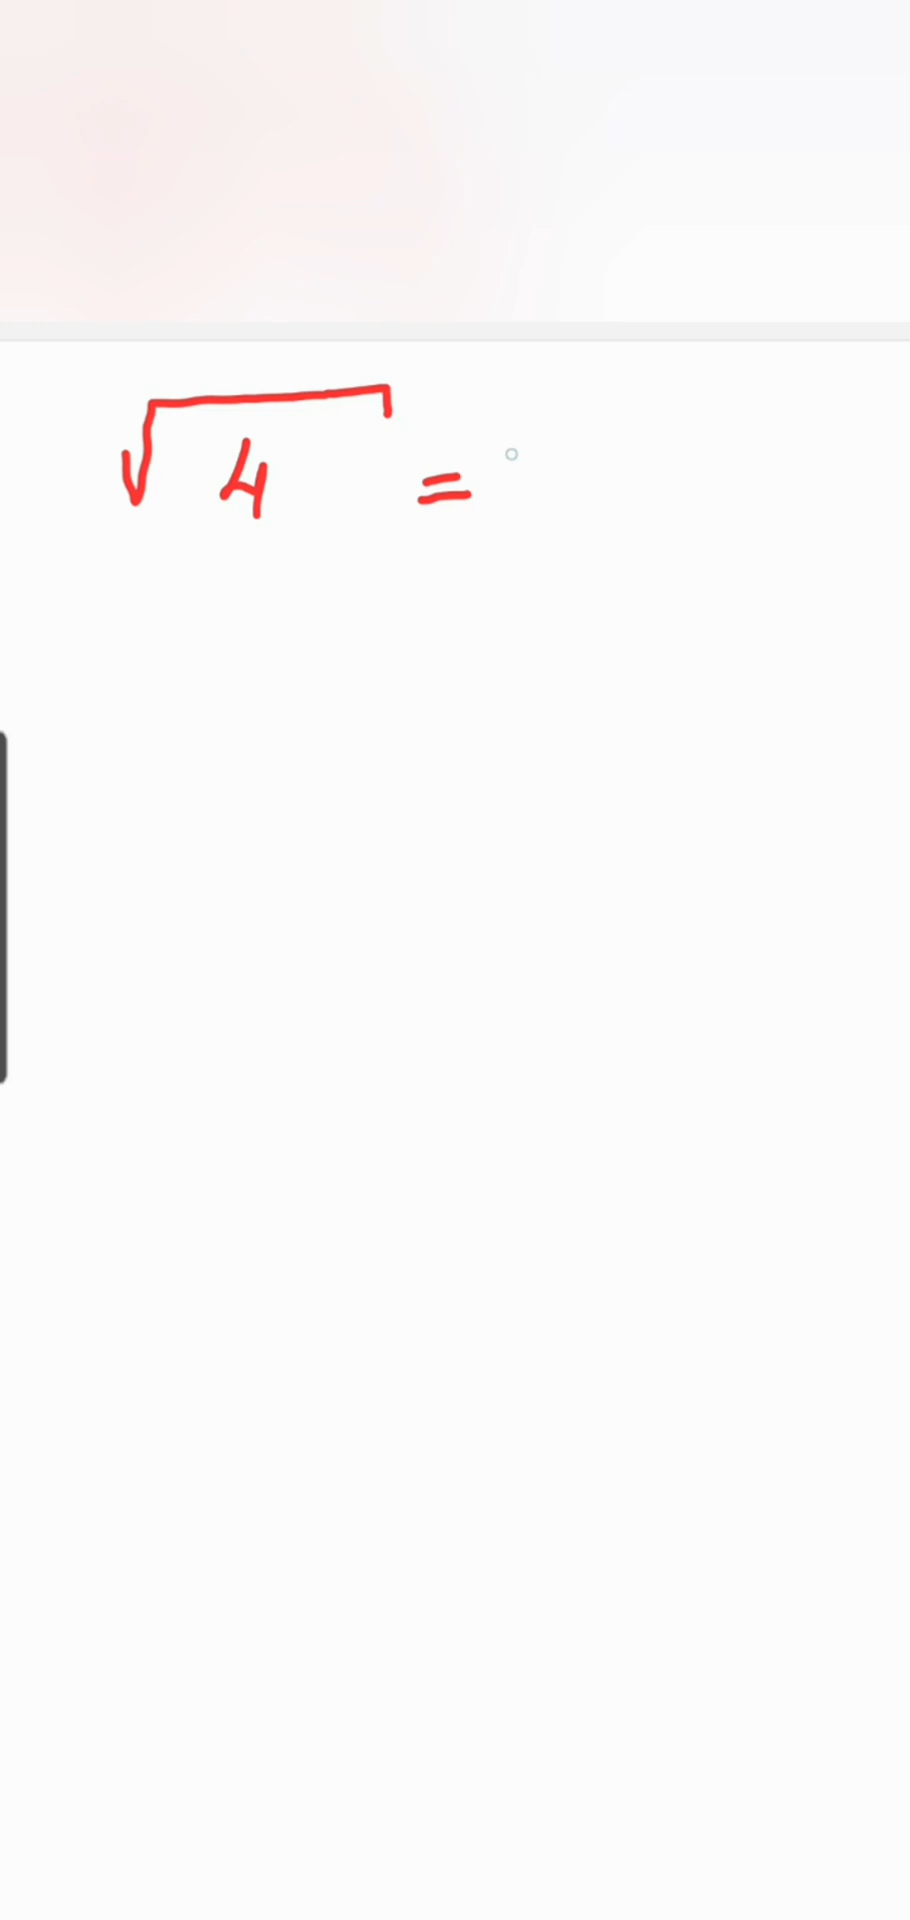 √4 =